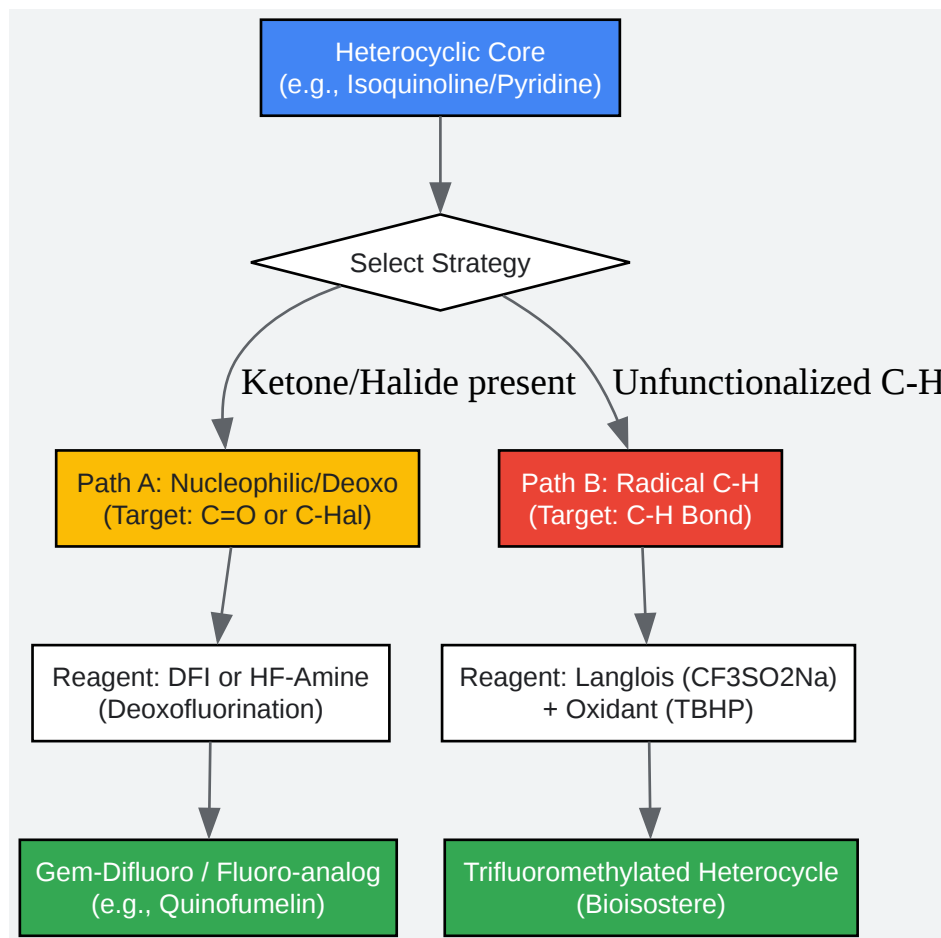 Heterocyclic Core
(e.g., Isoquinoline/Pyridine)
Select Strategy
Ketone/Halide present
Unfunctionalized C-H
Path A: Nucleophilic/Deoxo
(Target: C=O or C-Hal)
Path B: Radical C-H
(Target: C-H Bond)
Reagent: DFI or HF-Amine
(Deoxofluorination)
Reagent: Langlois (CF3SO2Na)
+ Oxidant (TBHP)
Gem-Difluoro / Fluoro-analog
(e.g., Quinofumelin)
Trifluoromethylated Heterocycle
(Bioisostere)